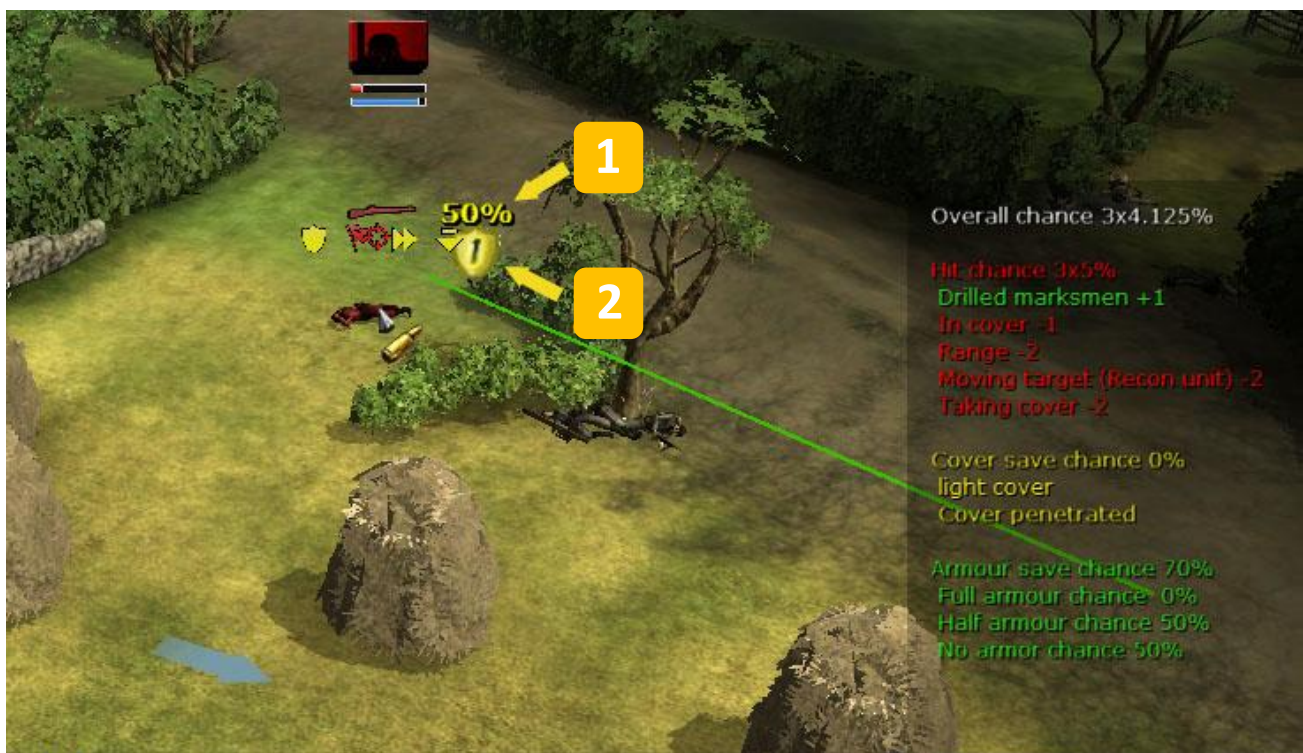 1
50%
1
2
Overall chance 3x4.125%
Hit chance 3x5%
Drilled marksmen +1
In cover -1
Range -2
Moving target (Recon unit) -2
Taking cover -2
Cover save chance 0%
light cover
Cover penetrated
Armour save chance 70%
Full armour chance 0%
Half armour chance 50%
No armor chance 50%